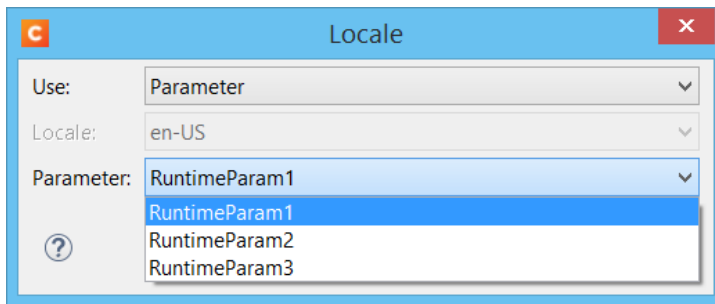 C
Locale
x
Use: Parameter
Locale: en-US
Parameter: RuntimeParam1
RuntimeParam1
RuntimeParam2
? RuntimeParam3